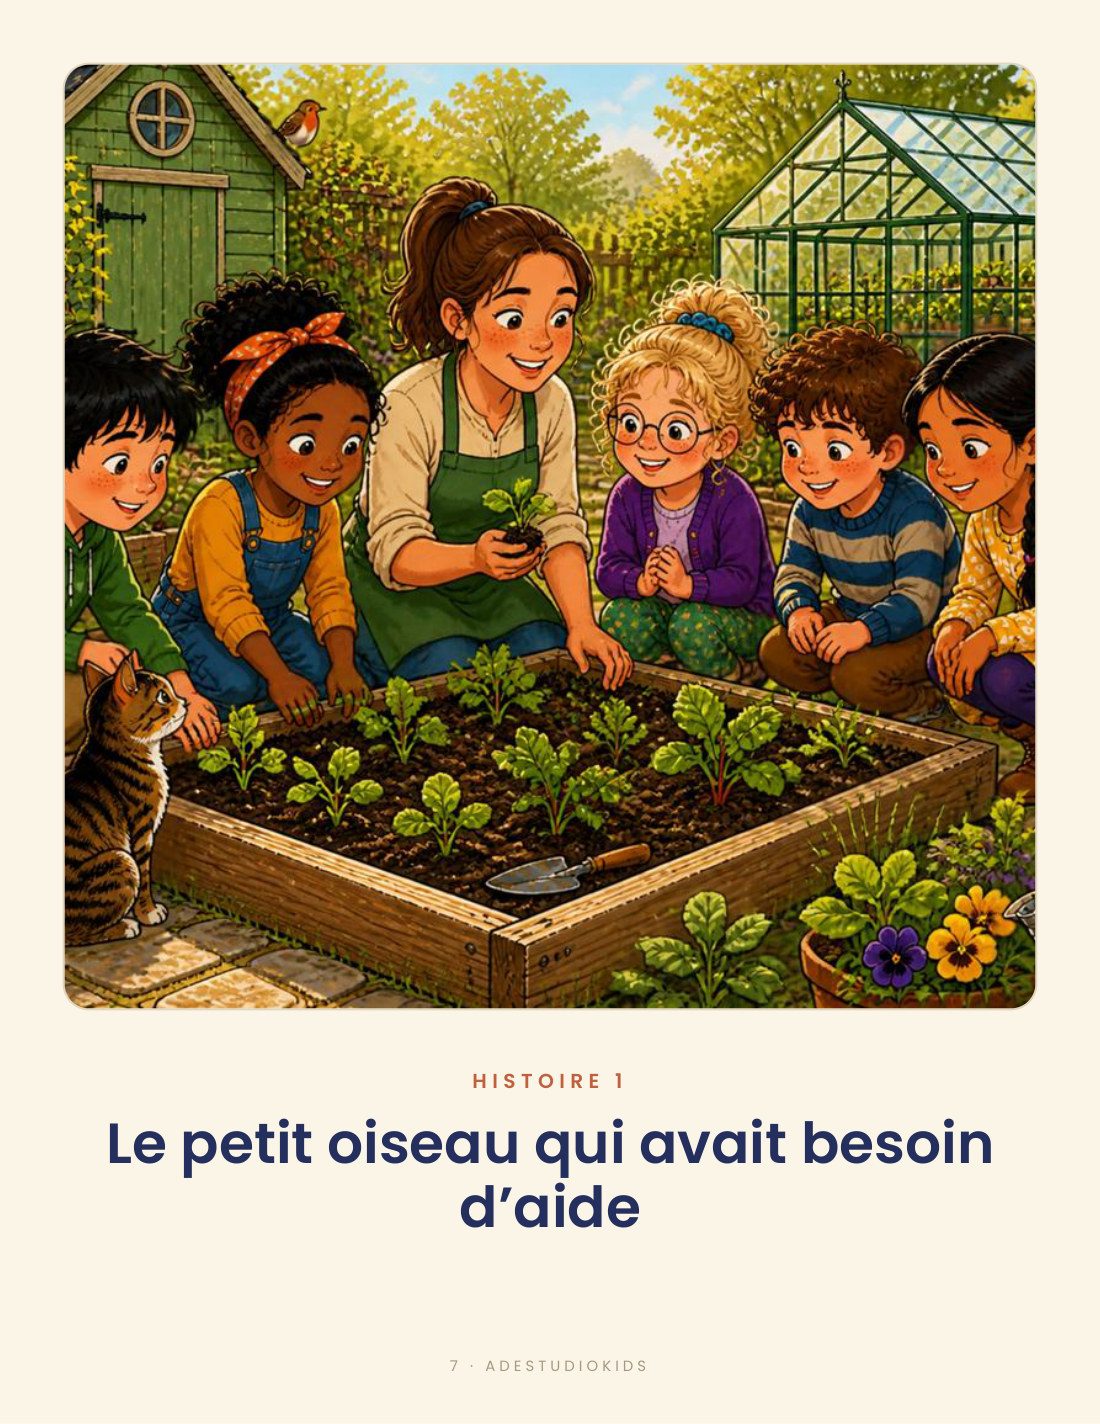 HISTOIRE 1
Le petit oiseau qui avait besoin
d’aide
7 · ADESTUDIOKIDS